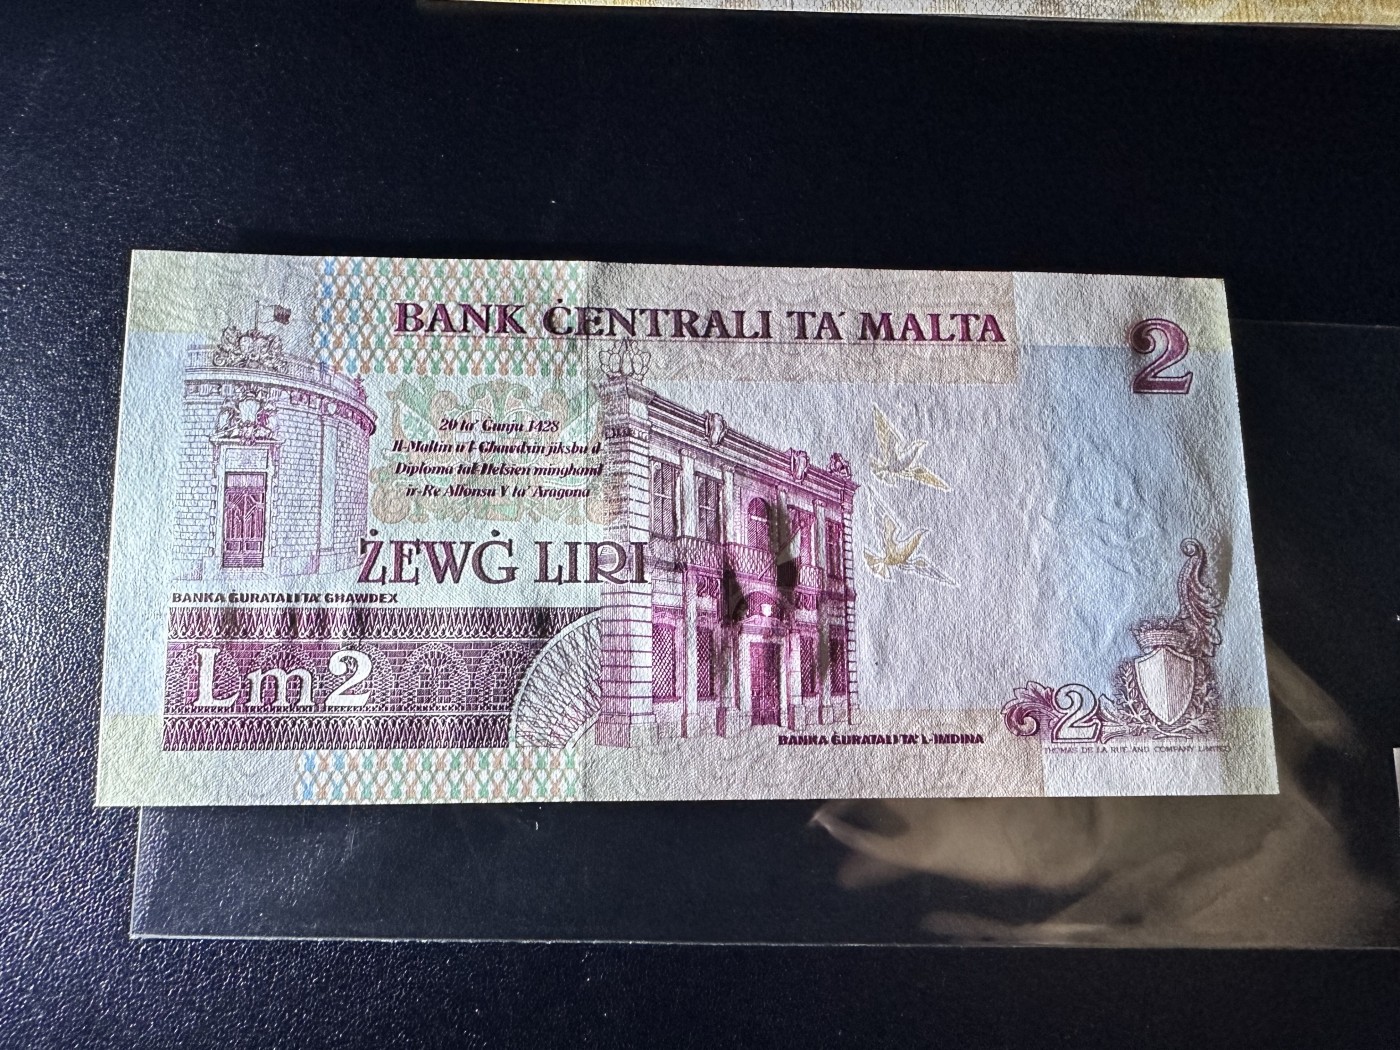 BANK ĊENTRALI TA' MALTA
2
20 ta' Ġunju 1428
Il-Maltin u l-Għawdxin jiksbu d-
Diploma tal-Ħelsien mingħand
ir-Re Alfonsu V ta' Aragona
ŻEWĠ LIRI
BANKA ĠURATALI TA' GĦAWDEX
Lm2
BANKA ĠURATALI TA' L-IMDINA
2
THOMAS DE LA RUE AND COMPANY LIMITED